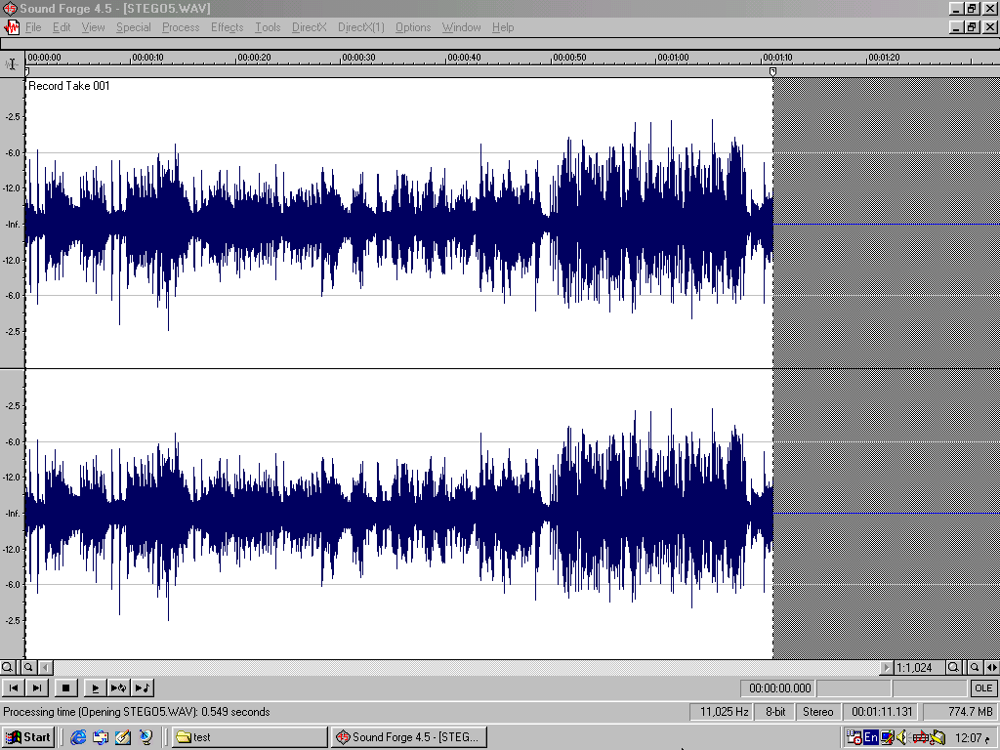 Sound Forge 4.5 - [STEGO5.WAV]
File Edit View Special Process Effects Tools DirectX DirectX(1) Options Window Help
00:00:00 00:00:10 00:00:20 00:00:30 00:00:40 00:00:50 00:01:00 00:01:10 00:01:20
Record Take 001
-2.5
-6.0
-12.0
-Inf.
-12.0
-6.0
-2.5
-2.5
-6.0
-12.0
-Inf.
-12.0
-6.0
-2.5
1:1,024
00:00:00.000
OLE
Processing time (Opening STEGO5.WAV): 0.549 seconds 11,025 Hz 8-bit Stereo 00:01:11.131 774.7 MB
Start test Sound Forge 4.5 - [STEG... En 12:07 م